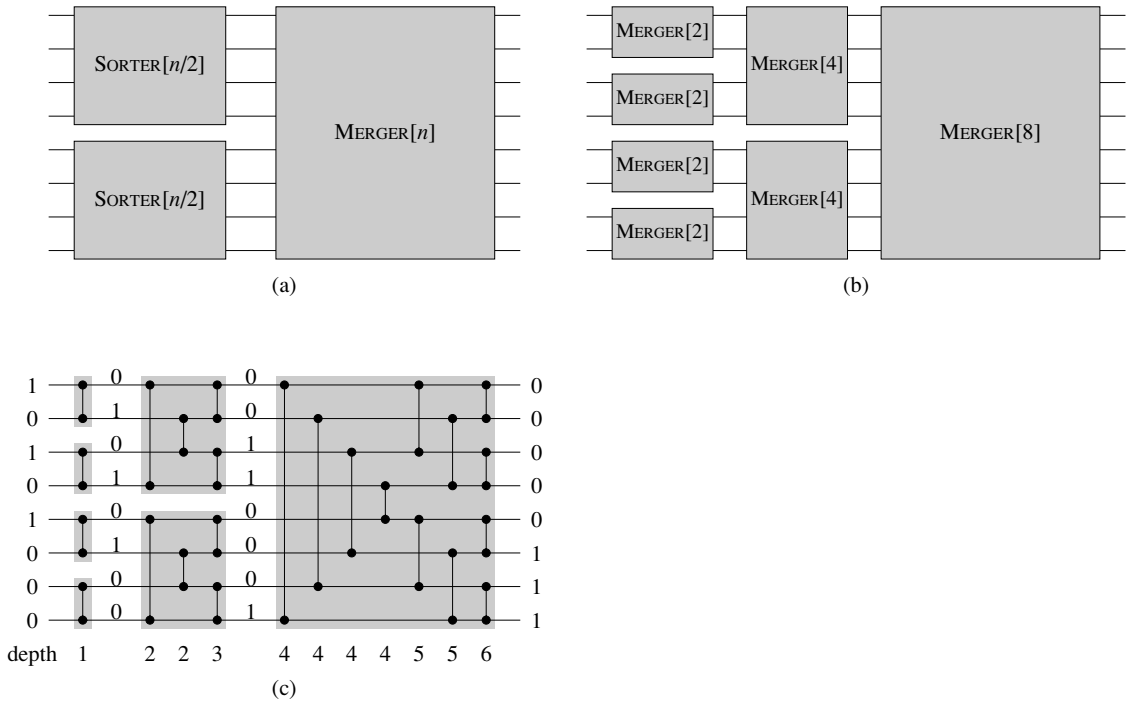 SORTER[n/2]
SORTER[n/2]
MERGER[n]
(a)
MERGER[2]
MERGER[2]
MERGER[2]
MERGER[2]
MERGER[4]
MERGER[4]
MERGER[8]
(b)
1 0 0 0
0 1 0 0
1 0 1 0
0 1 1 0
1 0 0 0
0 1 0 1
0 0 0 1
0 0 1 1
depth 1 2 2 3 4 4 4 4 5 5 6
(c)